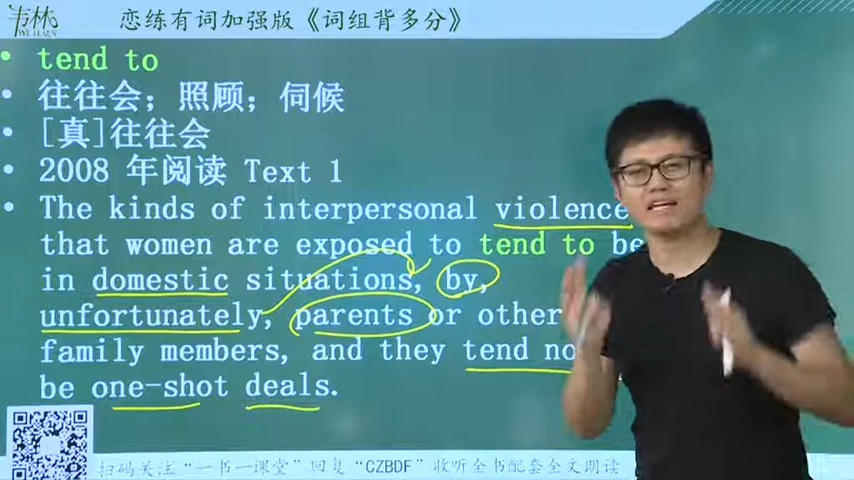 韦林
WE LEARN
恋练有词加强版《词组背多分》
• tend to
• 往往会；照顾；伺候
• [真]往往会
• 2008 年阅读 Text 1
• The kinds of interpersonal violence
that women are exposed to tend to be
in domestic situations, by,
unfortunately, parents or other
family members, and they tend no
be one-shot deals.
扫码关注“一书一课堂”回复“CZBDF”收听全书配套全文朗读